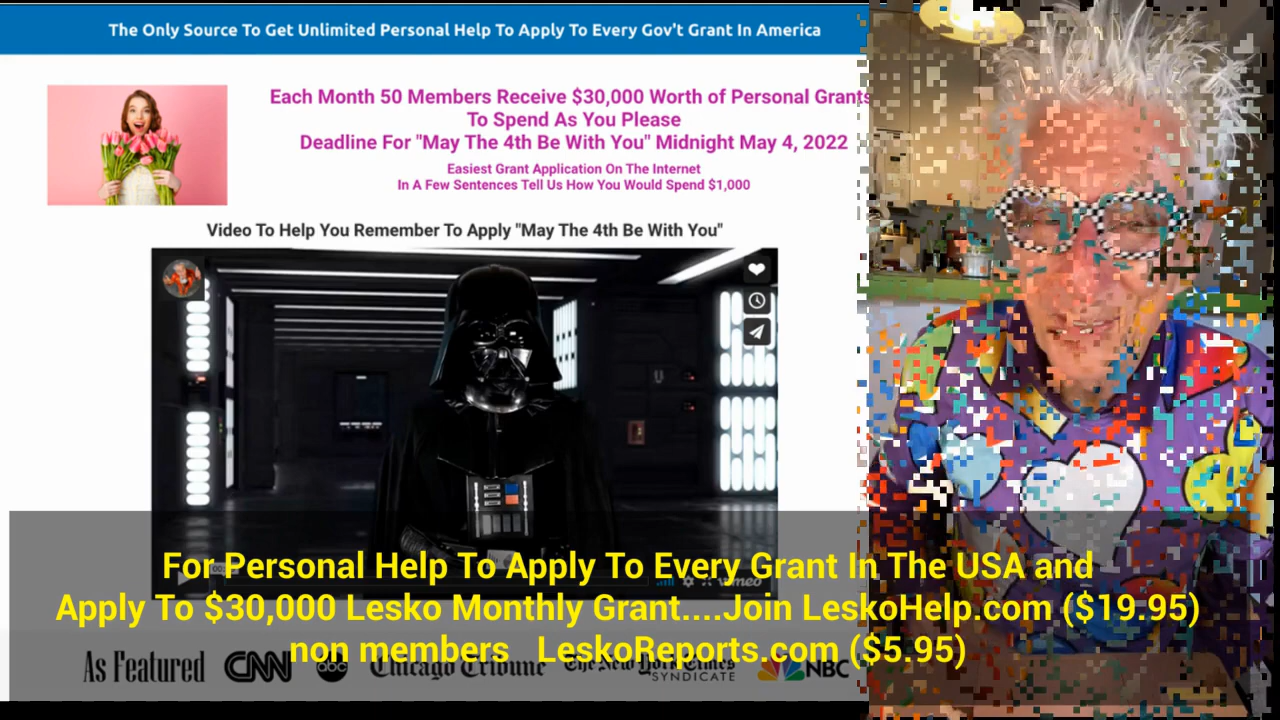 The Only Source To Get Unlimited Personal Help To Apply To Every Gov't Grant In America
Each Month 50 Members Receive $30,000 Worth of Personal Grants
To Spend As You Please
Deadline For "May The 4th Be With You" Midnight May 4, 2022
Easiest Grant Application On The Internet
In A Few Sentences Tell Us How You Would Spend $1,000
Video To Help You Remember To Apply "May The 4th Be With You"
vimeo
For Personal Help To Apply To Every Grant In The USA and
Apply To $30,000 Lesko Monthly Grant....Join LeskoHelp.com ($19.95)
non members LeskoReports.com ($5.95)
As Featured CNN abc Chicago Tribune The New York Times SYNDICATE NBC